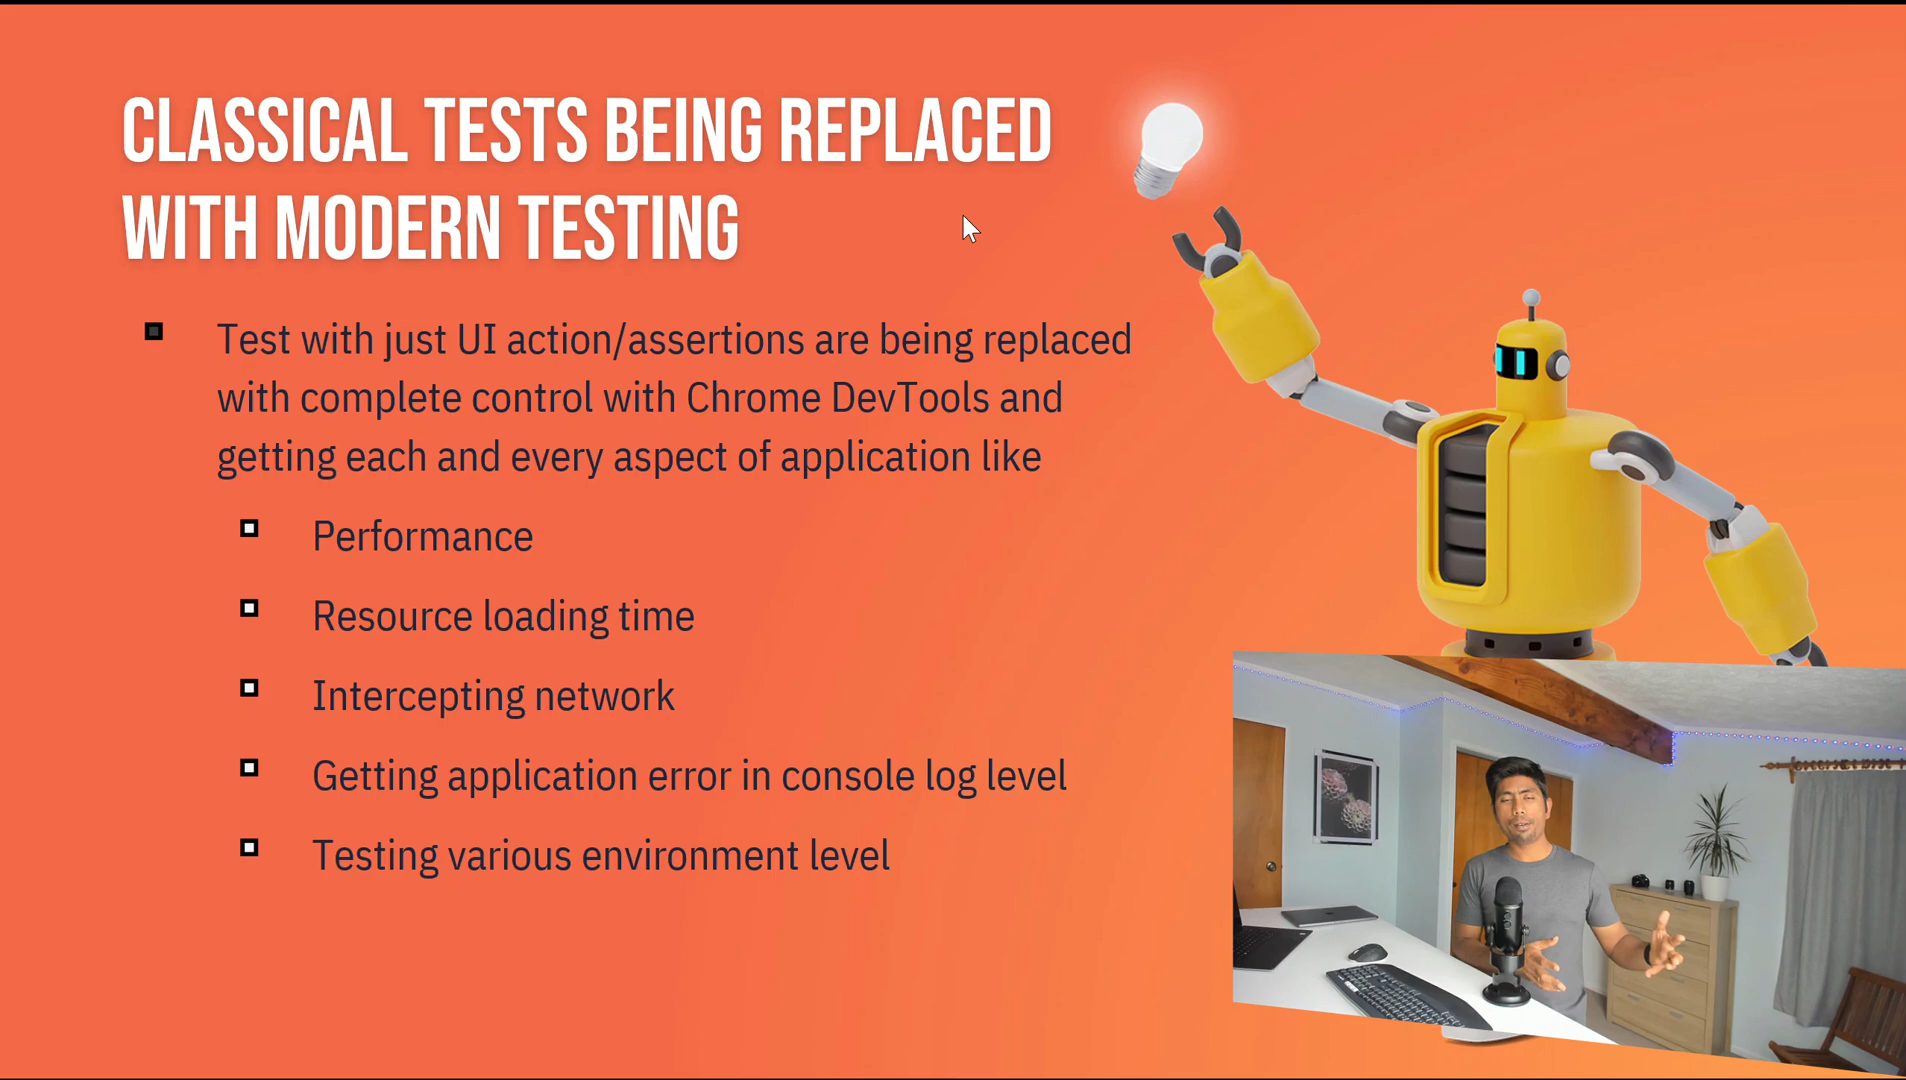 CLASSICAL TESTS BEING REPLACED
WITH MODERN TESTING
Test with just UI action/assertions are being replaced
with complete control with Chrome DevTools and
getting each and every aspect of application like
Performance
Resource loading time
Intercepting network
Getting application error in console log level
Testing various environment level